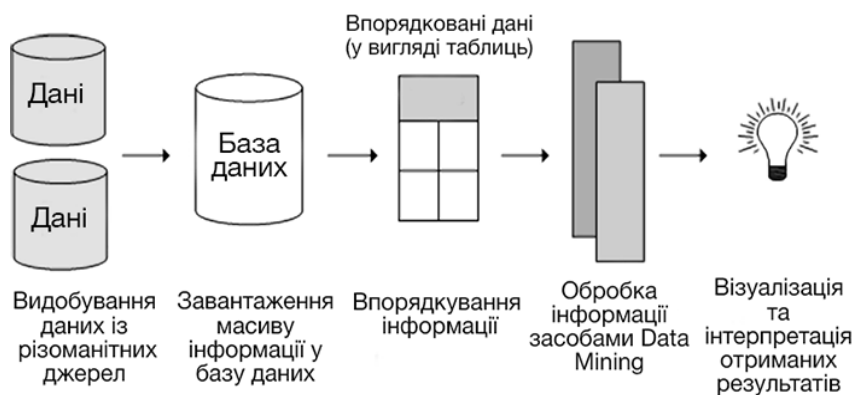 Впорядковані дані
(у вигляді таблиць)
Дані
Дані
База
даних
Видобування
даних із
різоманітних
джерел
Завантаження
масиву
інформації у
базу даних
Впорядкування
інформації
Обробка
інформації
засобами Data
Mining
Візуалізація
та
інтерпретація
отриманих
результатів